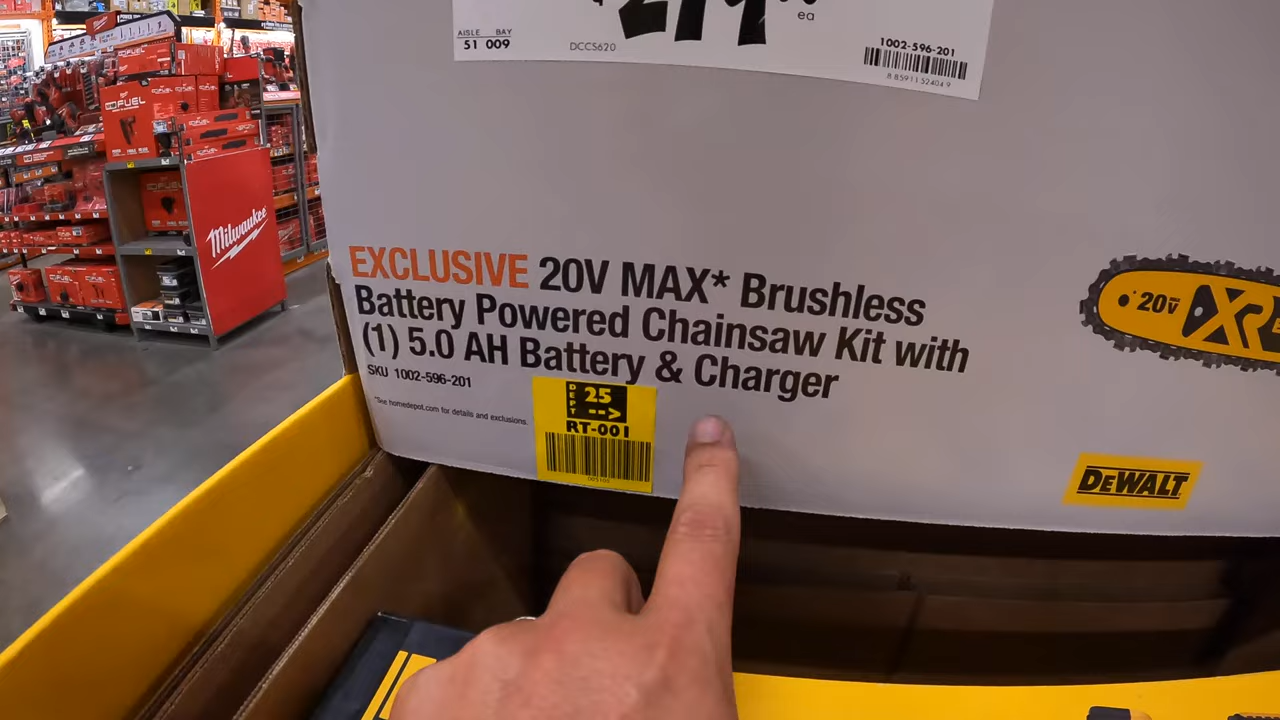 ea
AISLE BAY
51 009
DCCS620
1002-596-201
EXCLUSIVE 20V MAX* Brushless
Battery Powered Chainsaw Kit with
(1) 5.0 AH Battery & Charger
SKU 1002-596-201
*See homedepot.com for details and exclusions.
DEPT 25
-->
RT-001
20V XR
DEWALT
Milwaukee
FUEL